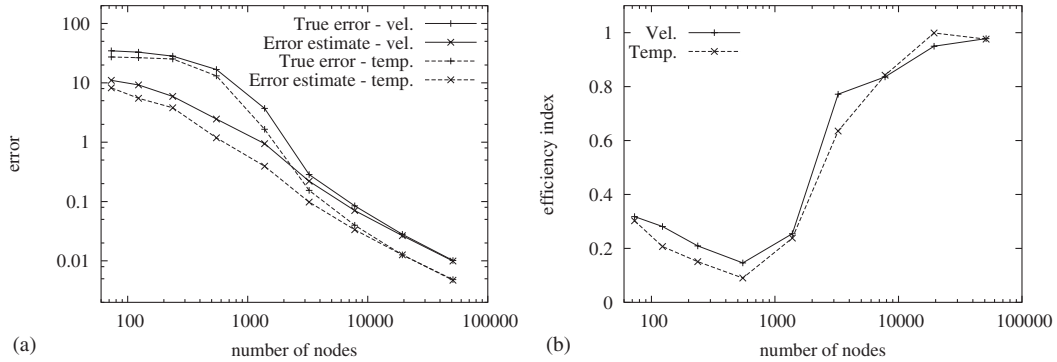 100
10
1
0.1
0.01
100
1000
10000
100000
error
number of nodes
True error - vel.
Error estimate - vel.
True error - temp.
Error estimate - temp.
(a)
1
0.8
0.6
0.4
0.2
0
100
1000
10000
100000
efficiency index
number of nodes
Vel.
Temp.
(b)